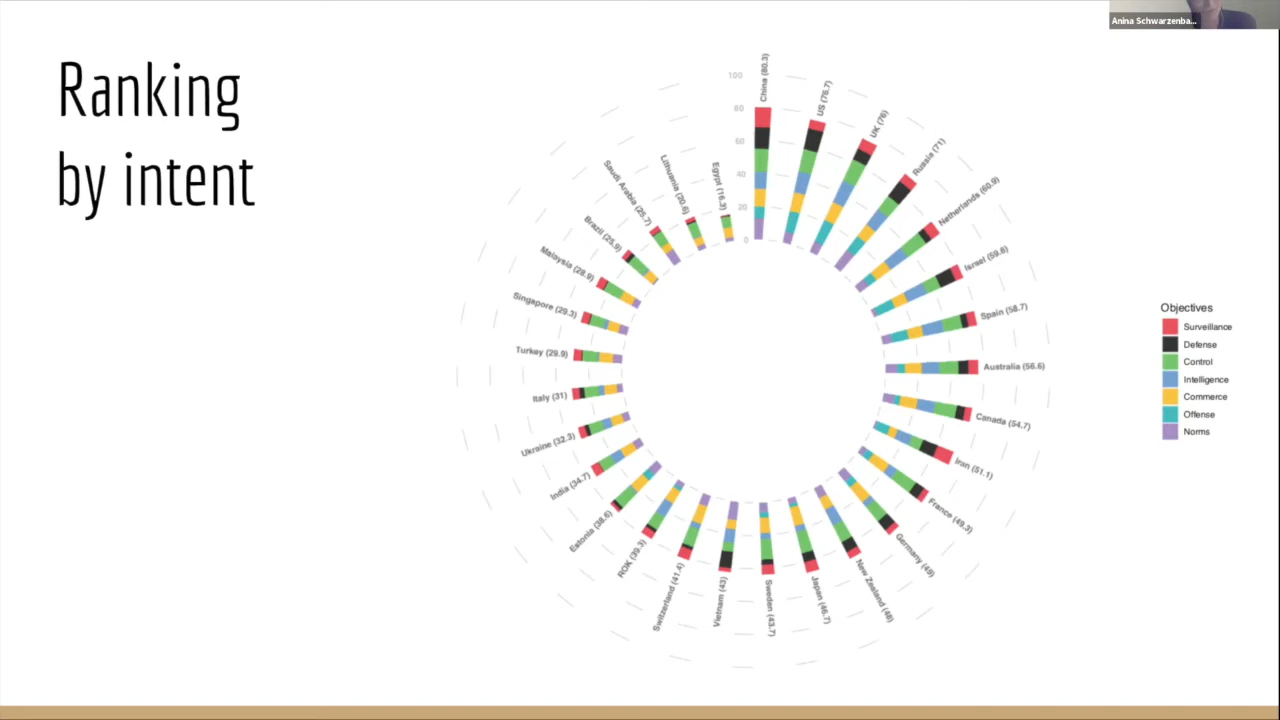 Anina Schwarzenba...
Ranking
by intent
100
80
60
40
20
0
China (80.3)
US (76.7)
UK (76)
Russia (71)
Netherlands (60.9)
Israel (59.6)
Spain (58.7)
Australia (56.6)
Canada (54.7)
Iran (51.1)
France (49.3)
Germany (49)
New Zealand (48)
Japan (46.7)
Sweden (43.7)
Vietnam (43)
Switzerland (41.4)
ROK (39.3)
Estonia (38.6)
India (34.7)
Ukraine (32.3)
Italy (31)
Turkey (29.9)
Singapore (29.3)
Malaysia (28.9)
Brazil (25.9)
Saudi Arabia (25.7)
Lithuania (20.6)
Egypt (16.3)
Objectives
Surveillance
Defense
Control
Intelligence
Commerce
Offense
Norms